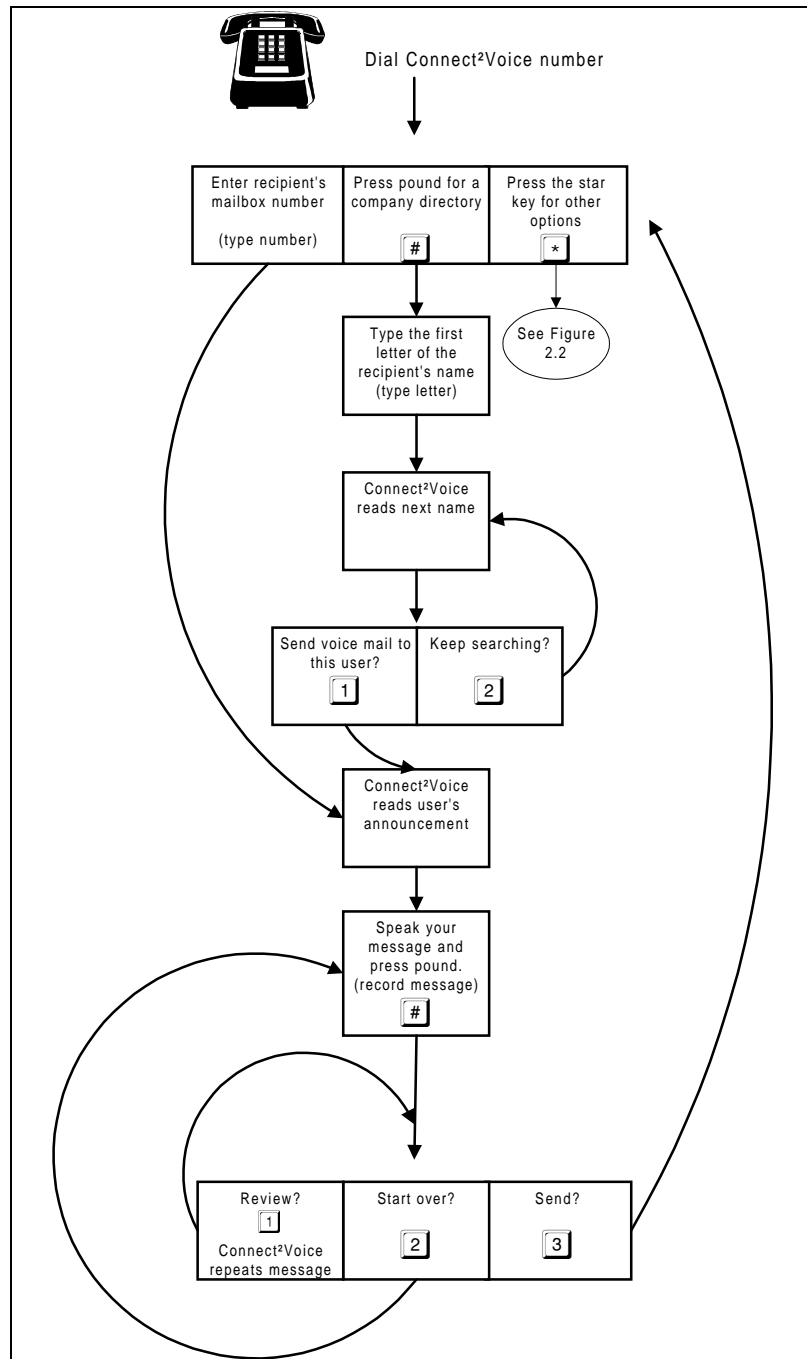 Dial Connect²Voice number
Enter recipient's
mailbox number
(type number)
Press pound for a
company directory
#
Press the star
key for other
options
*
Type the first
letter of the
recipient's name
(type letter)
See Figure
2.2
Connect²Voice
reads next name
Send voice mail to
this user?
1
Keep searching?
2
Connect²Voice
reads user's
announcement
Speak your
message and
press pound.
(record message)
#
Review?
1
Connect²Voice
repeats message
Start over?
2
Send?
3